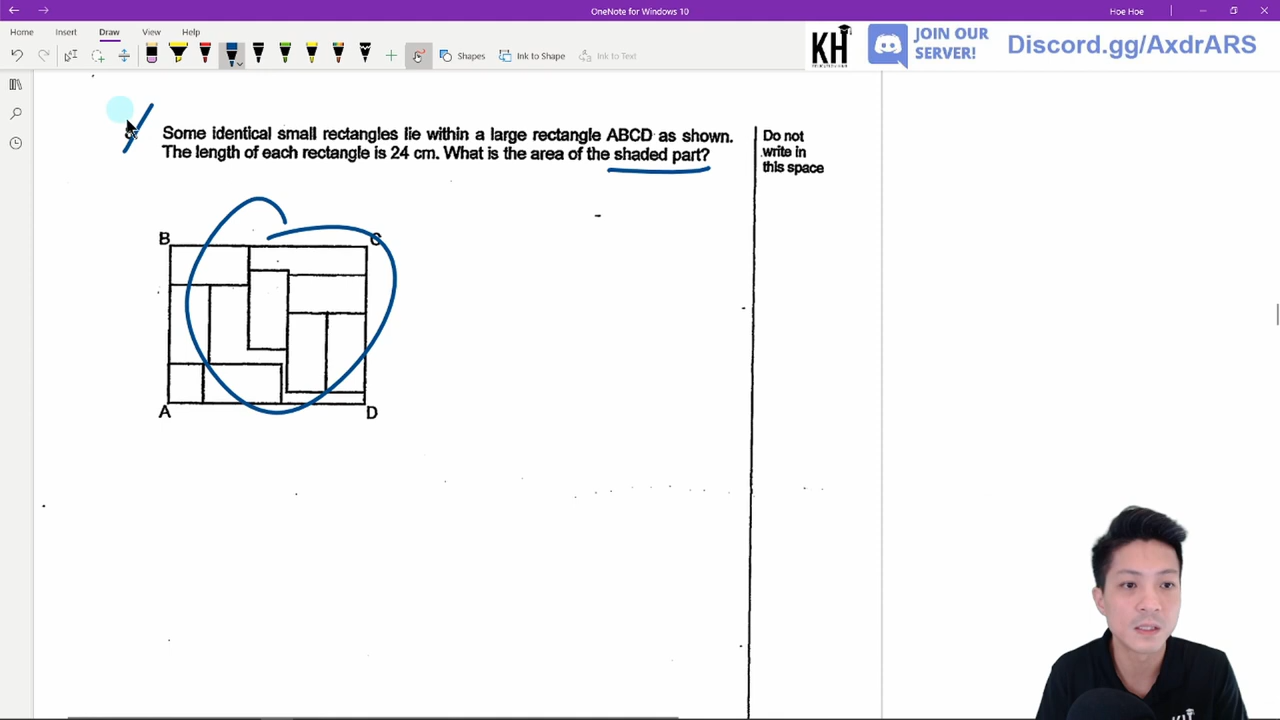 OneNote for Windows 10
Hoe Hoe
Home
Insert
Draw
View
Help
Shapes
Ink to Shape
Ink to Text
KH
JOIN OUR
SERVER!
Discord.gg/AxdrARS
Some identical small rectangles lie within a large rectangle ABCD as shown.
The length of each rectangle is 24 cm. What is the area of the shaded part?
Do not
write in
this space
B
C
A
D